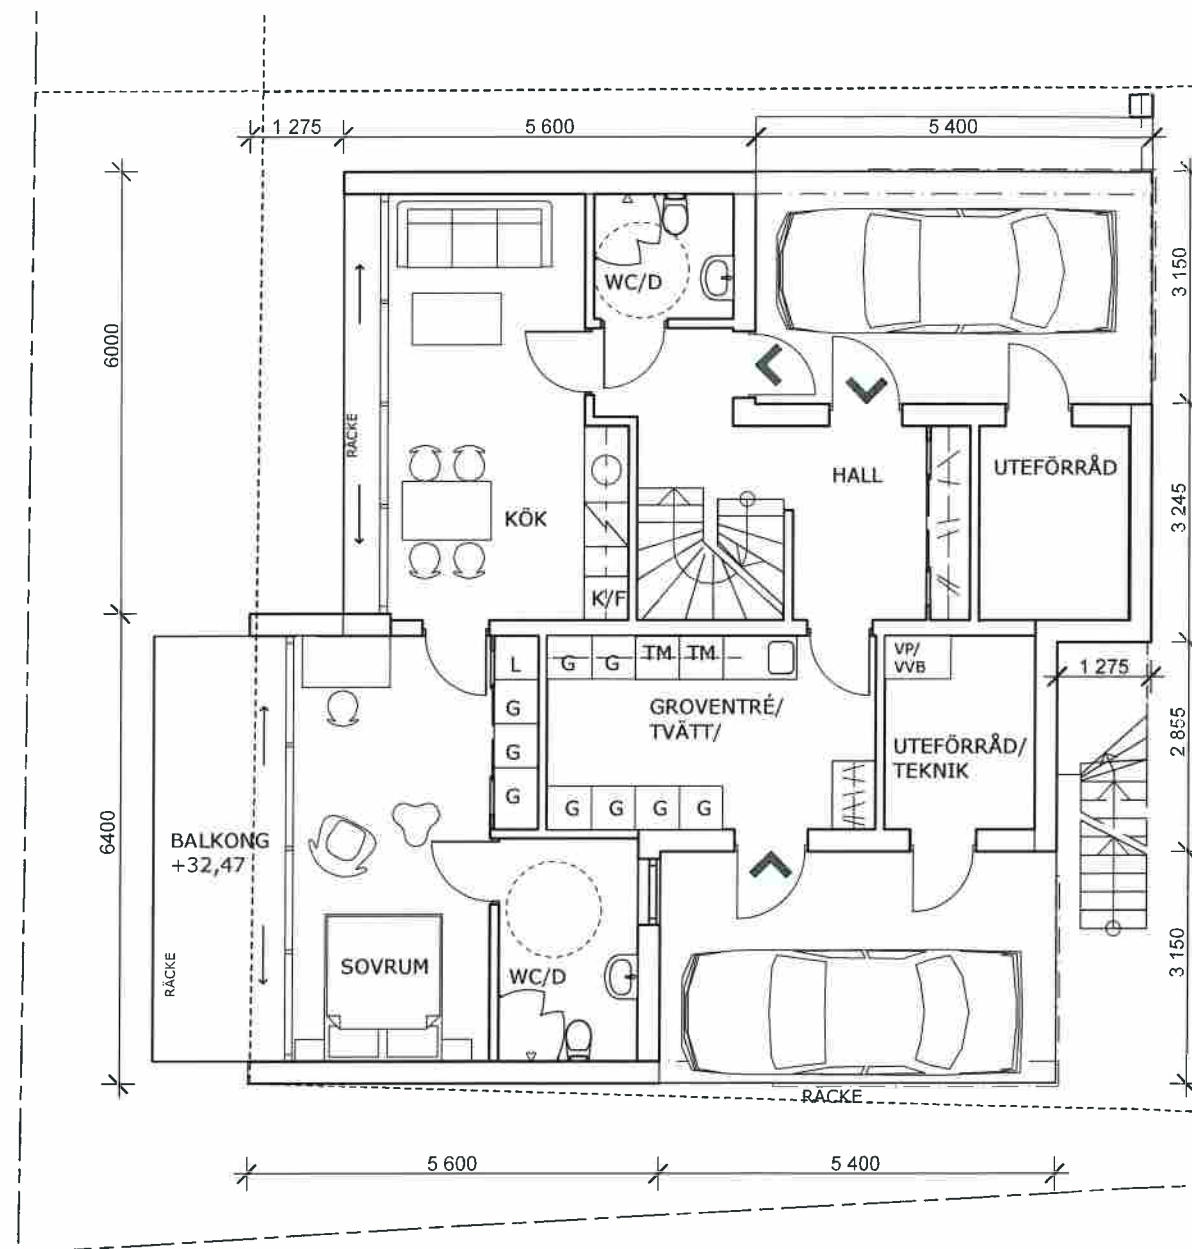 1 275
5 600
5 400
3 150
WC/D
6000
RÄCKE
HALL
UTEFÖRRÅD
KÖK
3 245
K/F
L
G
G
TM
TM
VP/
VVB
1 275
G
GROVENTRÉ/
TVÄTT/
2 855
G
UTEFÖRRÅD/
TEKNIK
G
G
G
G
G
6400
BALKONG
+32,47
SOVRUM
WC/D
RÄCKE
3 150
RÄCKE
5 600
5 400